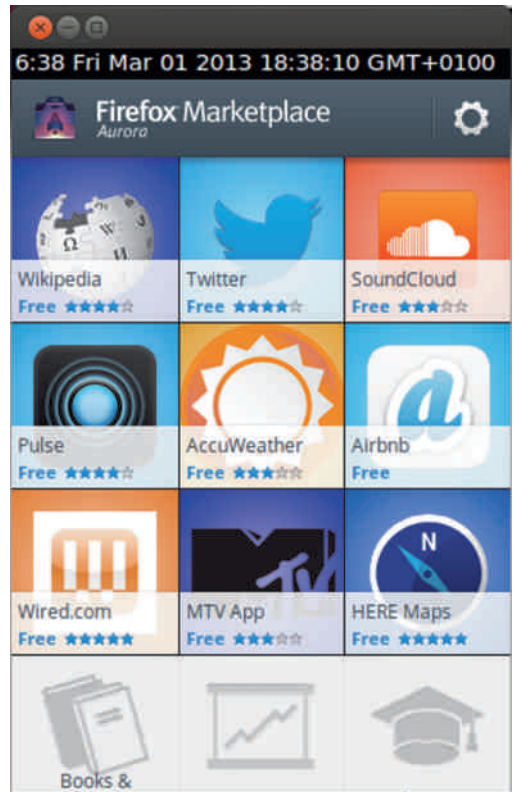 6:38 Fri Mar 01 2013 18:38:10 GMT+0100
Firefox Marketplace
Aurora
Wikipedia
Free
Twitter
Free
SoundCloud
Free
Pulse
Free
AccuWeather
Free
Airbnb
Free
Wired.com
Free
MTV App
Free
N
HERE Maps
Free
Books &